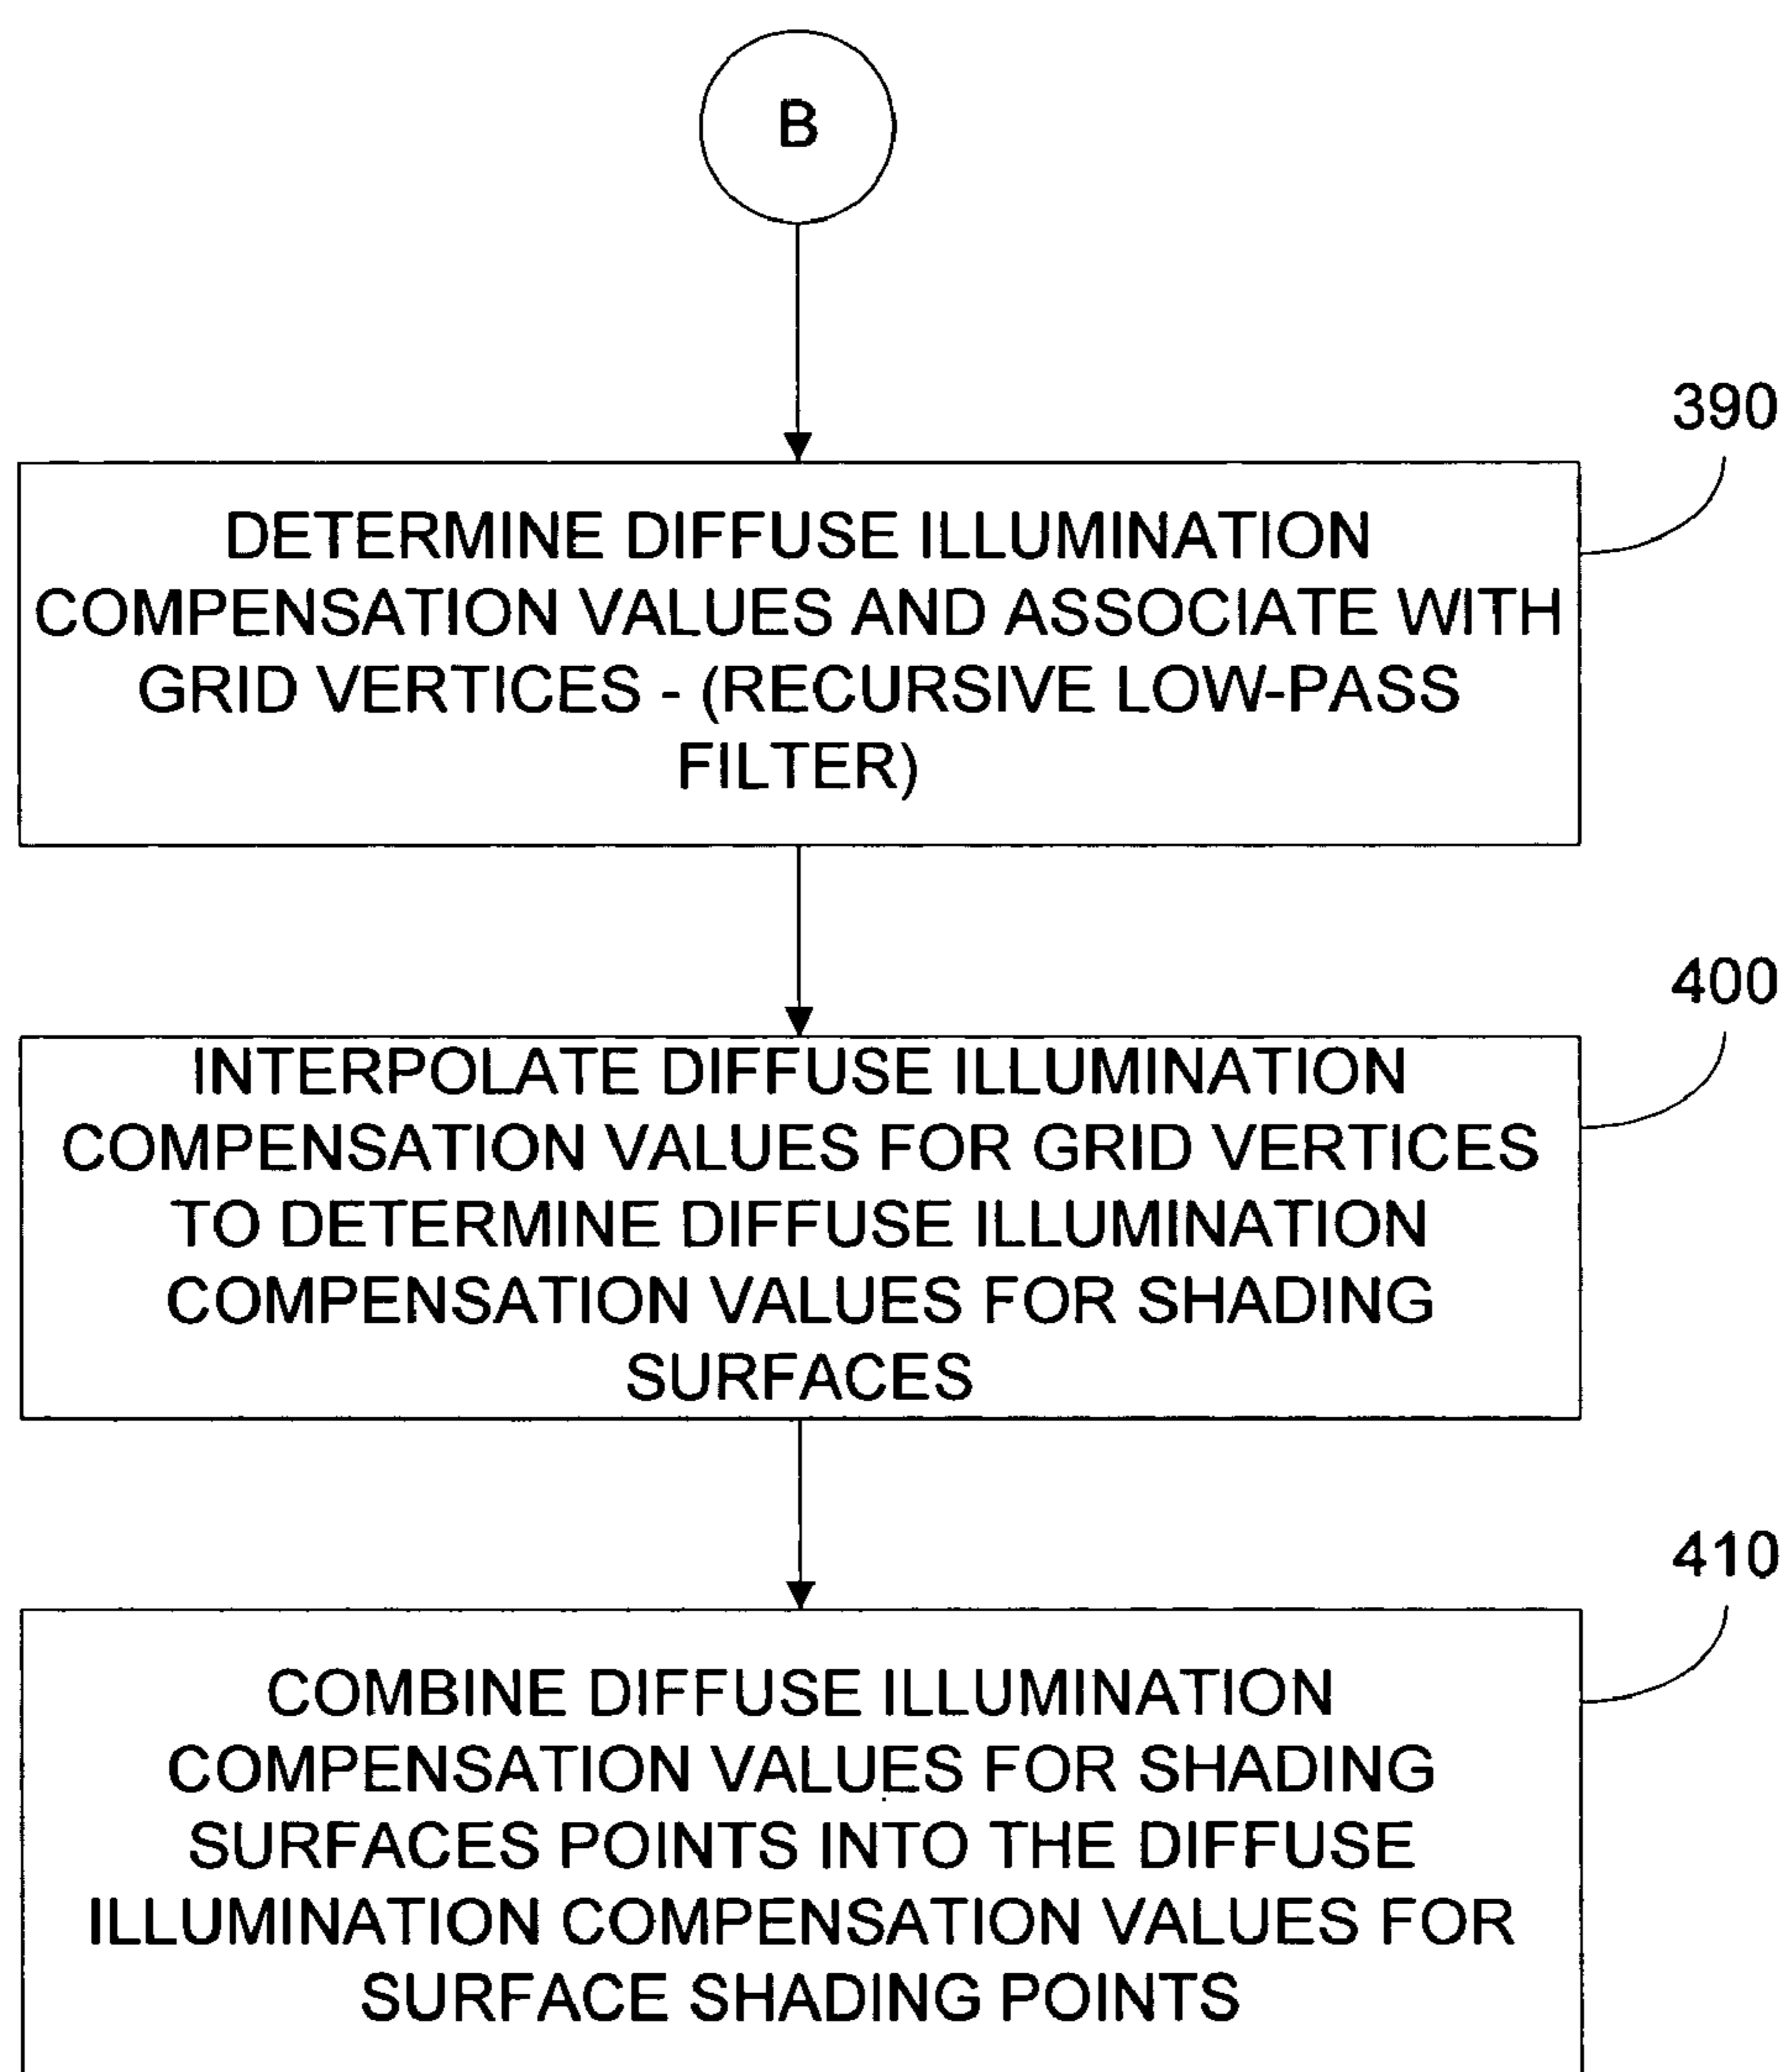 B
390
DETERMINE DIFFUSE ILLUMINATION
COMPENSATION VALUES AND ASSOCIATE WITH
GRID VERTICES - (RECURSIVE LOW-PASS
FILTER)
400
INTERPOLATE DIFFUSE ILLUMINATION
COMPENSATION VALUES FOR GRID VERTICES
TO DETERMINE DIFFUSE ILLUMINATION
COMPENSATION VALUES FOR SHADING
SURFACES
410
COMBINE DIFFUSE ILLUMINATION
COMPENSATION VALUES FOR SHADING
SURFACES POINTS INTO THE DIFFUSE
ILLUMINATION COMPENSATION VALUES FOR
SURFACE SHADING POINTS